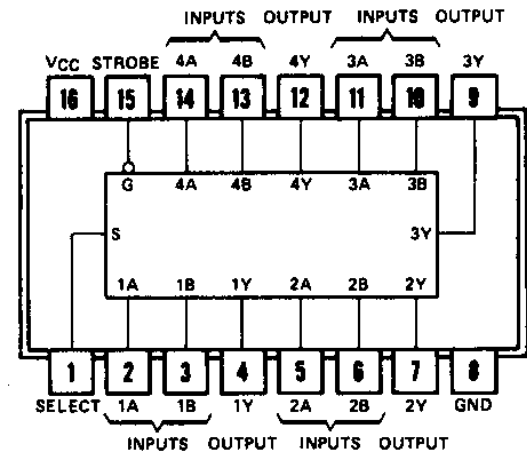 INPUTS OUTPUT INPUTS OUTPUT
VCC STROBE 4A 4B 4Y 3A 3B 3Y
16 15 14 13 12 11 10 9
G 4A 4B 4Y 3A 3B
S 3Y
1A 1B 1Y 2A 2B 2Y
1 2 3 4 5 6 7 8
SELECT 1A 1B 1Y 2A 2B 2Y GND
INPUTS OUTPUT INPUTS OUTPUT